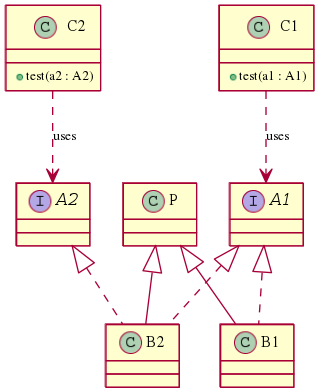 C C2
C C1
test(a2 : A2)
test(a1 : A1)
uses
uses
I A2
C P
I A1
C B2
C B1